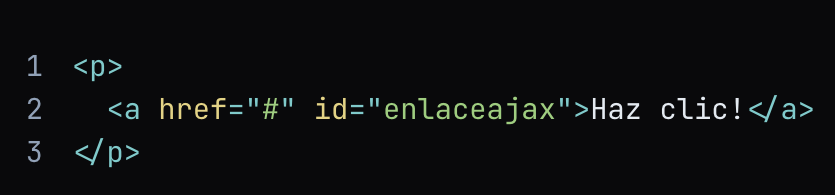 1 <p>
2   <a href="#" id="enlaceajax">Haz clic!</a>
3 </p>